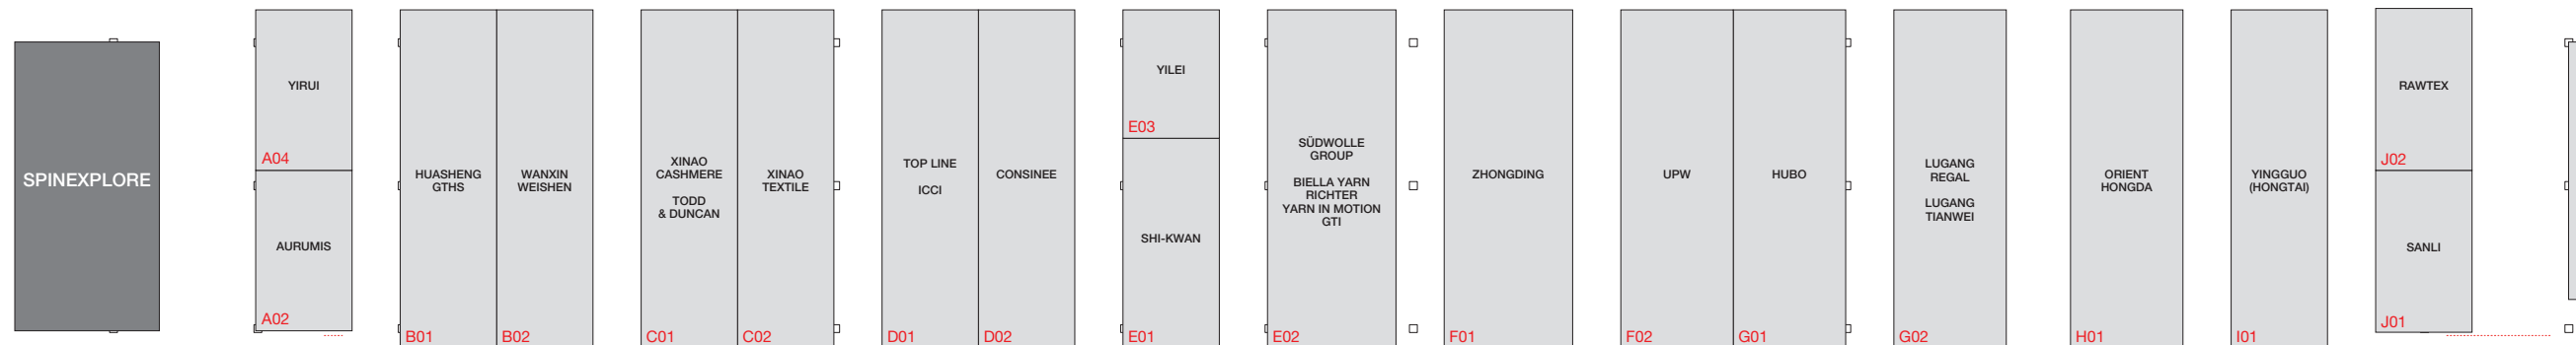 SPINEXPLORE
YIRUI
A04
AURUMIS
A02
HUASHENG
GTHS
B01
WANXIN
WEISHEN
B02
XINAO
CASHMERE
TODD
& DUNCAN
C01
XINAO
TEXTILE
C02
TOP LINE
ICCI
D01
CONSINEE
D02
YILEI
E03
SHI-KWAN
E01
SÜDWOLLE
GROUP
BIELLA YARN
RICHTER
YARN IN MOTION
GTI
E02
ZHONGDING
F01
UPW
F02
HUBO
G01
LUGANG
REGAL
LUGANG
TIANWEI
G02
ORIENT
HONGDA
H01
YINGGUO
(HONGTAI)
I01
RAWTEX
J02
SANLI
J01